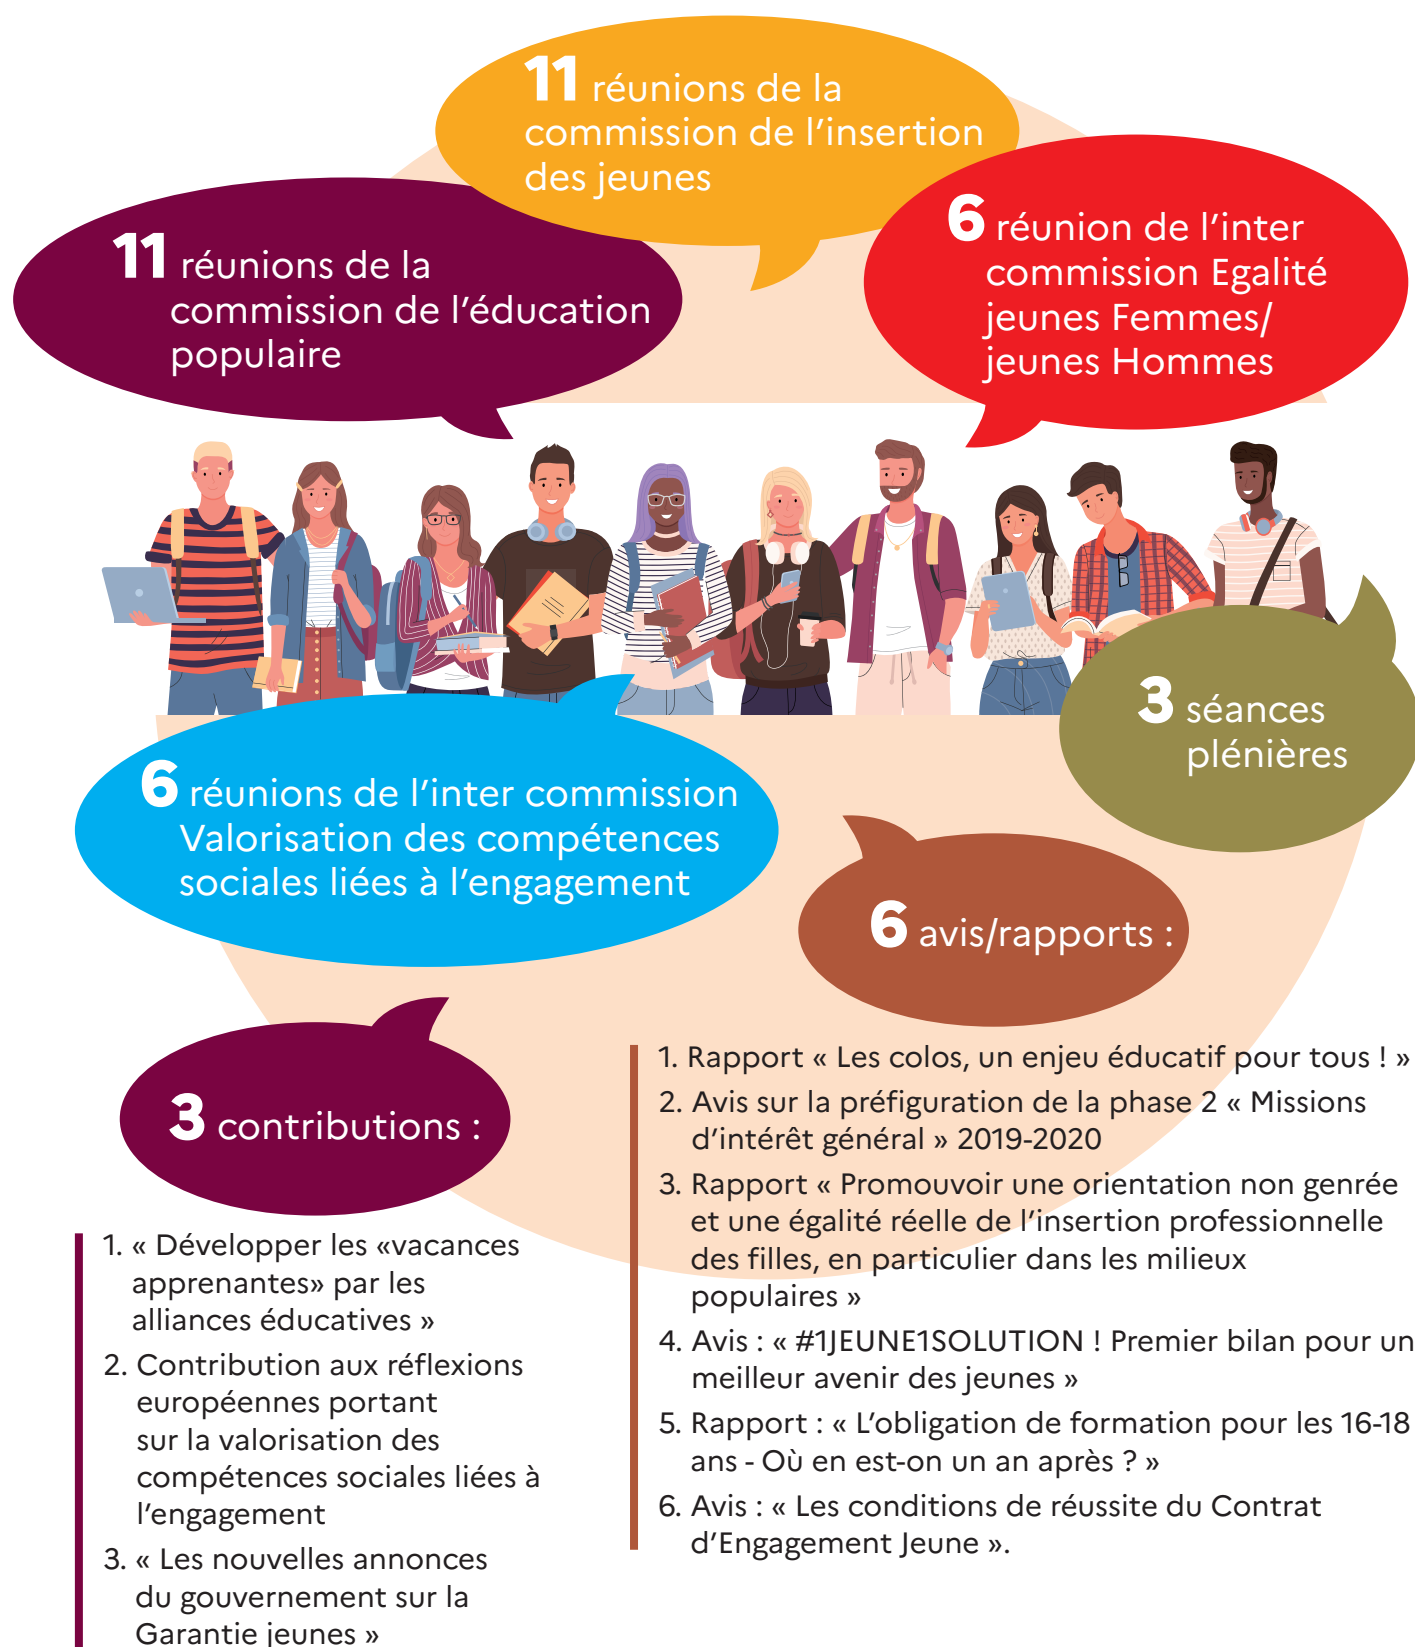 11 réunions de la
commission de l'insertion
des jeunes
6 réunion de l'inter
commission Egalité
jeunes Femmes/
jeunes Hommes
11 réunions de la
commission de l'éducation
populaire
3 séances
plénières
6 réunions de l'inter commission
Valorisation des compétences
sociales liées à l'engagement
6 avis/rapports :
1. Rapport « Les colos, un enjeu éducatif pour tous ! »
2. Avis sur la préfiguration de la phase 2 « Missions
d'intérêt général » 2019-2020
3. Rapport « Promouvoir une orientation non genrée
et une égalité réelle de l'insertion professionnelle
des filles, en particulier dans les milieux
populaires »
4. Avis : « #1JEUNE1SOLUTION ! Premier bilan pour un
meilleur avenir des jeunes »
5. Rapport : « L'obligation de formation pour les 16-18
ans - Où en est-on un an après ? »
6. Avis : « Les conditions de réussite du Contrat
d'Engagement Jeune ».
3 contributions :
1. « Développer les «vacances
apprenantes» par les
alliances éducatives »
2. Contribution aux réflexions
européennes portant
sur la valorisation des
compétences sociales liées à
l'engagement
3. « Les nouvelles annonces
du gouvernement sur la
Garantie jeunes »